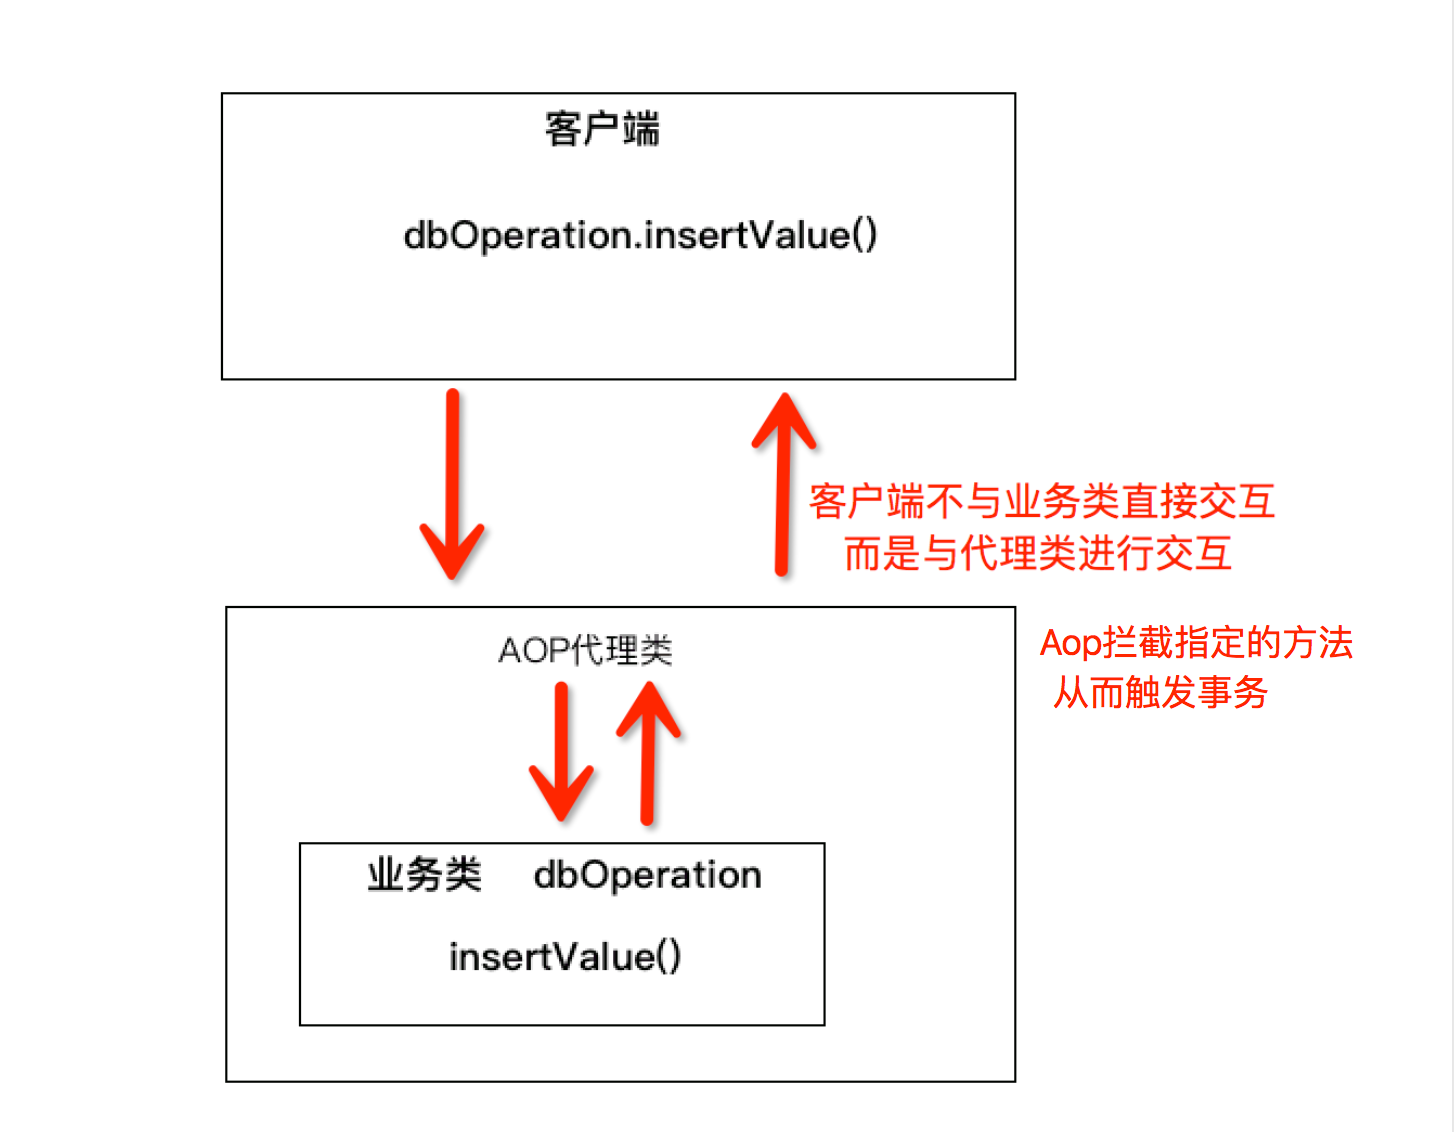 客户端
dbOperation.insertValue()
客户端不与业务类直接交互
而是与代理类进行交互
AOP代理类
Aop拦截指定的方法
从而触发事务
业务类 dbOperation
insertValue()